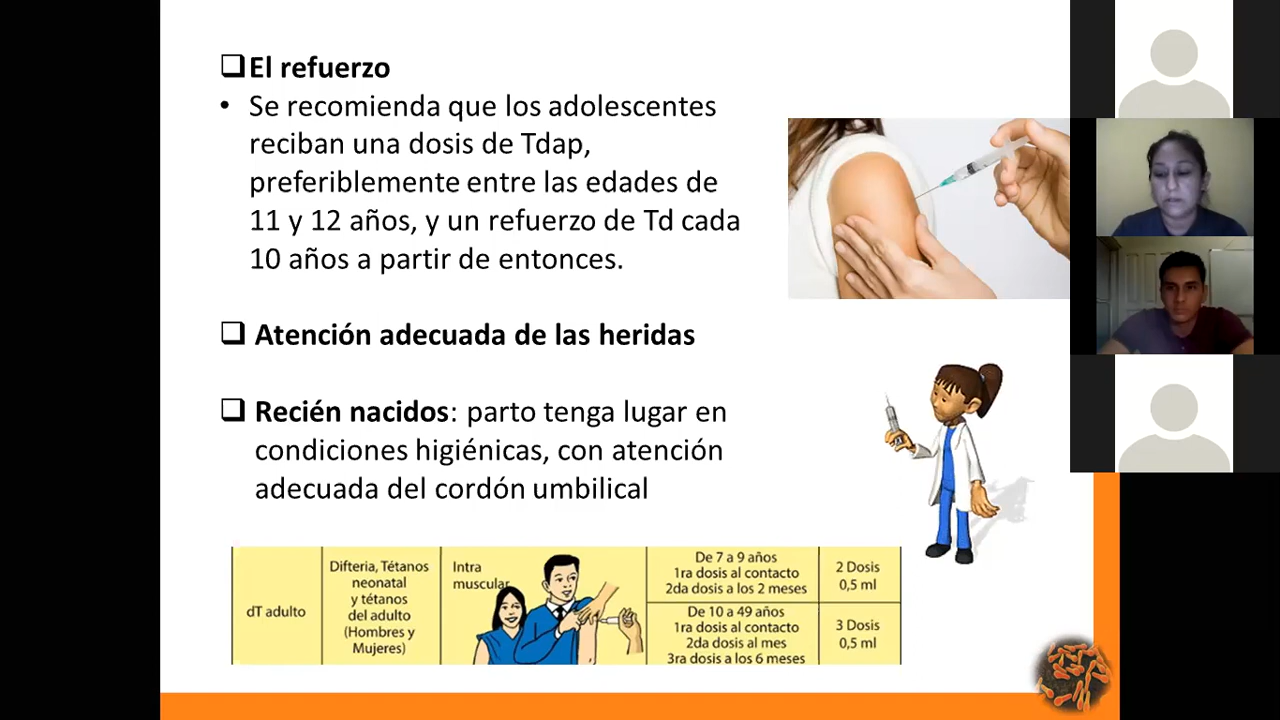 El refuerzo
• Se recomienda que los adolescentes
reciban una dosis de Tdap,
preferiblemente entre las edades de
11 y 12 años, y un refuerzo de Td cada
10 años a partir de entonces.
Atención adecuada de las heridas
Recién nacidos: parto tenga lugar en
condiciones higiénicas, con atención
adecuada del cordón umbilical
dT adulto
Difteria, Tétanos
neonatal
y tétanos
del adulto
(Hombres y
Mujeres)
Intra
muscular
De 7 a 9 años
1ra dosis al contacto
2da dosis a los 2 meses
2 Dosis
0,5 ml
De 10 a 49 años
1ra dosis al contacto
2da dosis al mes
3ra dosis a los 6 meses
3 Dosis
0,5 ml